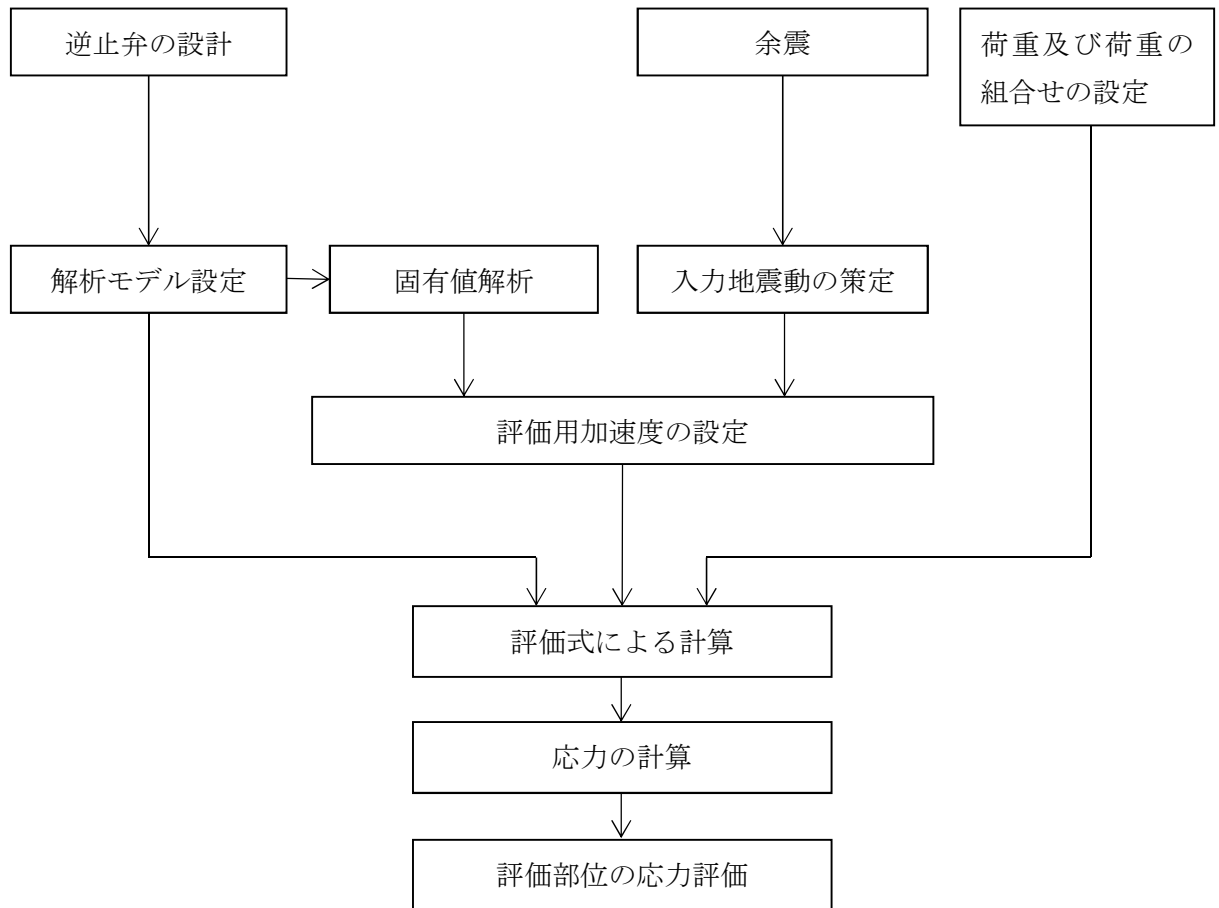 逆止弁の設計
余震
荷重及び荷重の
組合せの設定
解析モデル設定
固有値解析
入力地震動の策定
評価用加速度の設定
評価式による計算
応力の計算
評価部位の応力評価